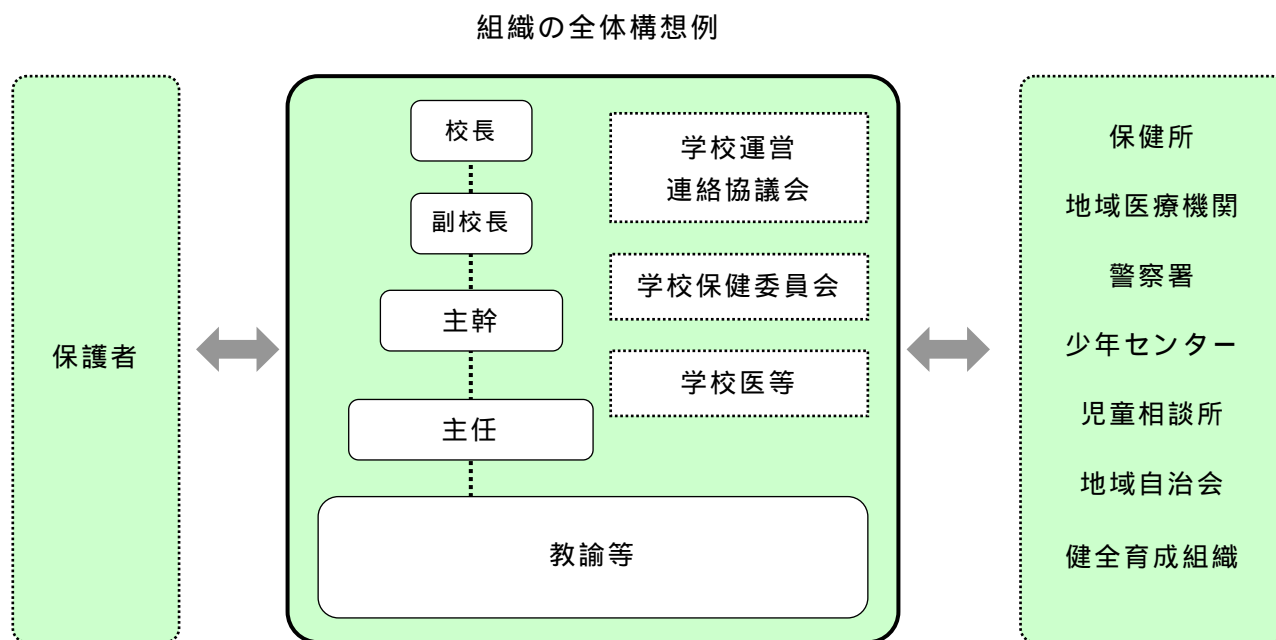 組織の全体構想例
保護者
校長
副校長
主幹
主任
教諭等
学校運営
連絡協議会
学校保健委員会
学校医等
保健所
地域医療機関
警察署
少年センター
児童相談所
地域自治会
健全育成組織